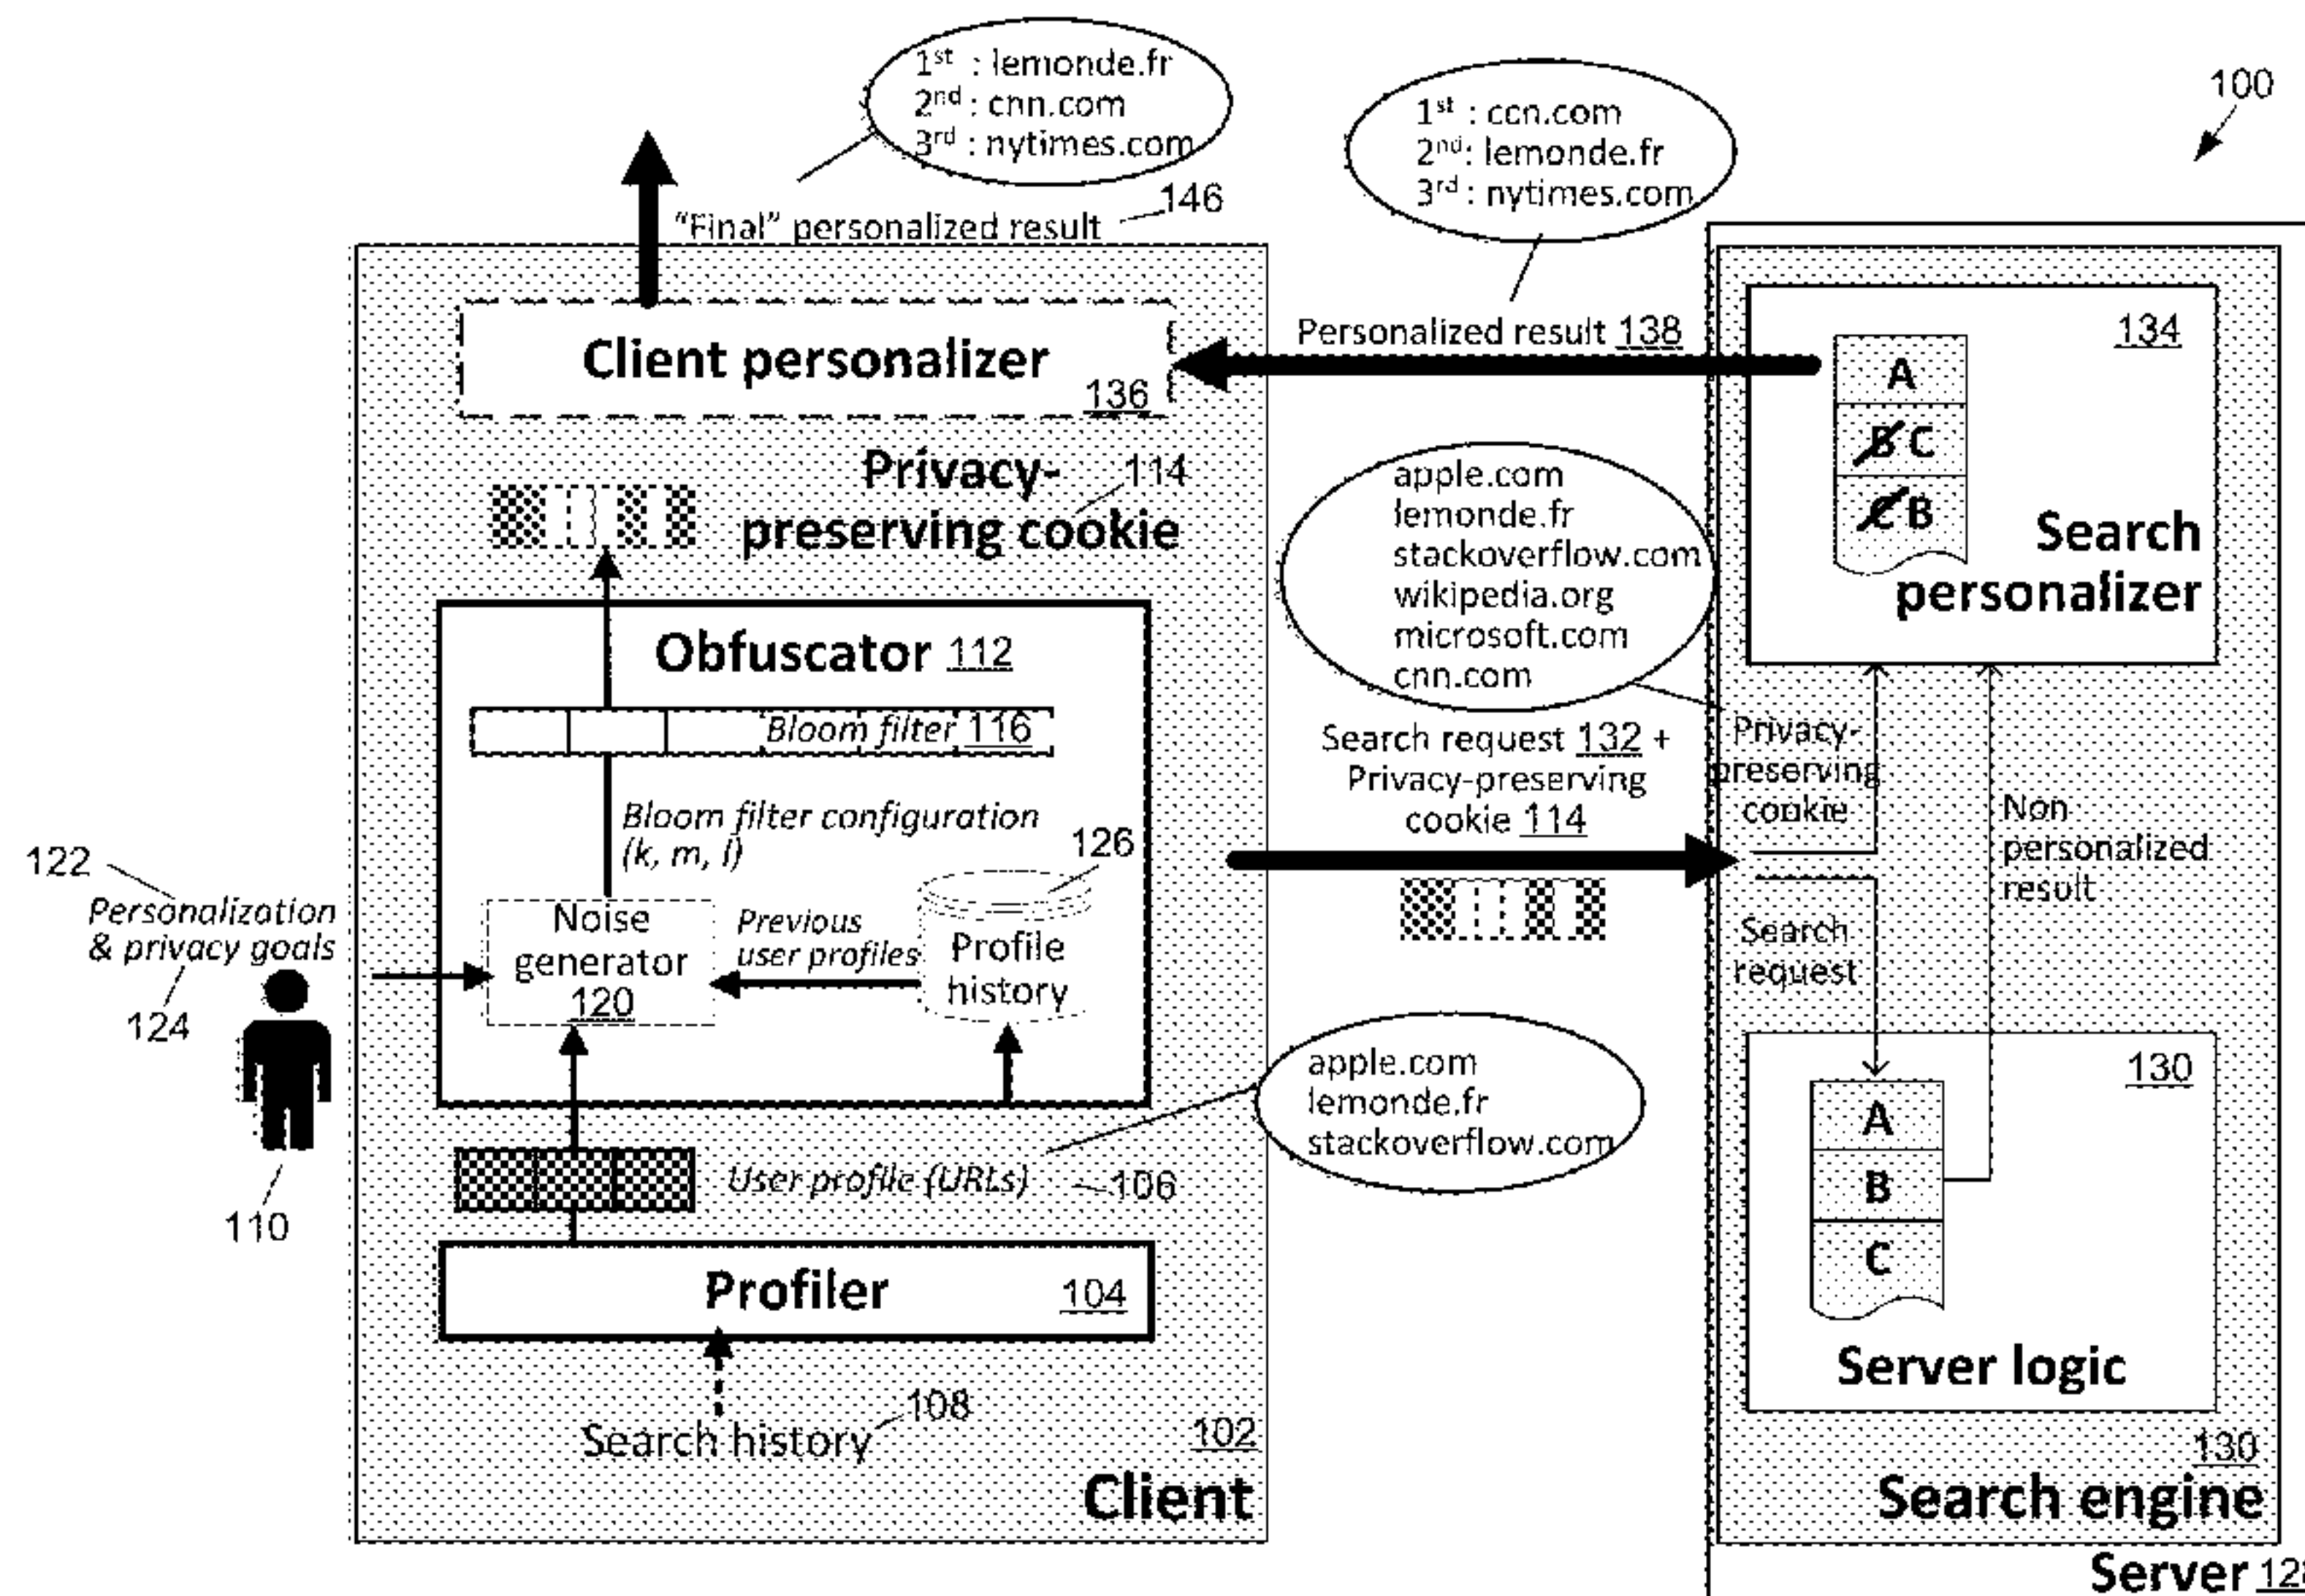 1st : lemonde.fr
2nd : cnn.com
3rd : nytimes.com
1st : ccn.com
2nd: lemonde.fr
3rd : nytimes.com
100
"Final" personalized result 146
Client personalizer
136
Personalized result 138
134
A
B C
C B
Search
personalizer
Privacy-
preserving cookie
114
apple.com
lemonde.fr
stackoverflow.com
wikipedia.org
microsoft.com
cnn.com
Obfuscator 112
Bloom filter 116
Bloom filter configuration
(k, m, l)
126
Search request 132 +
Privacy-preserving
cookie 114
Privacy-
preserving
cookie
Non
personalized
result
122
Personalization
& privacy goals
124
110
Noise
generator
120
Previous
user profiles
Profile
history
Search
request
apple.com
lemonde.fr
stackoverflow.com
User profile (URLs) 106
Profiler 104
Search history 108
102
Client
130
A
B
C
Server logic
130
Search engine
Server